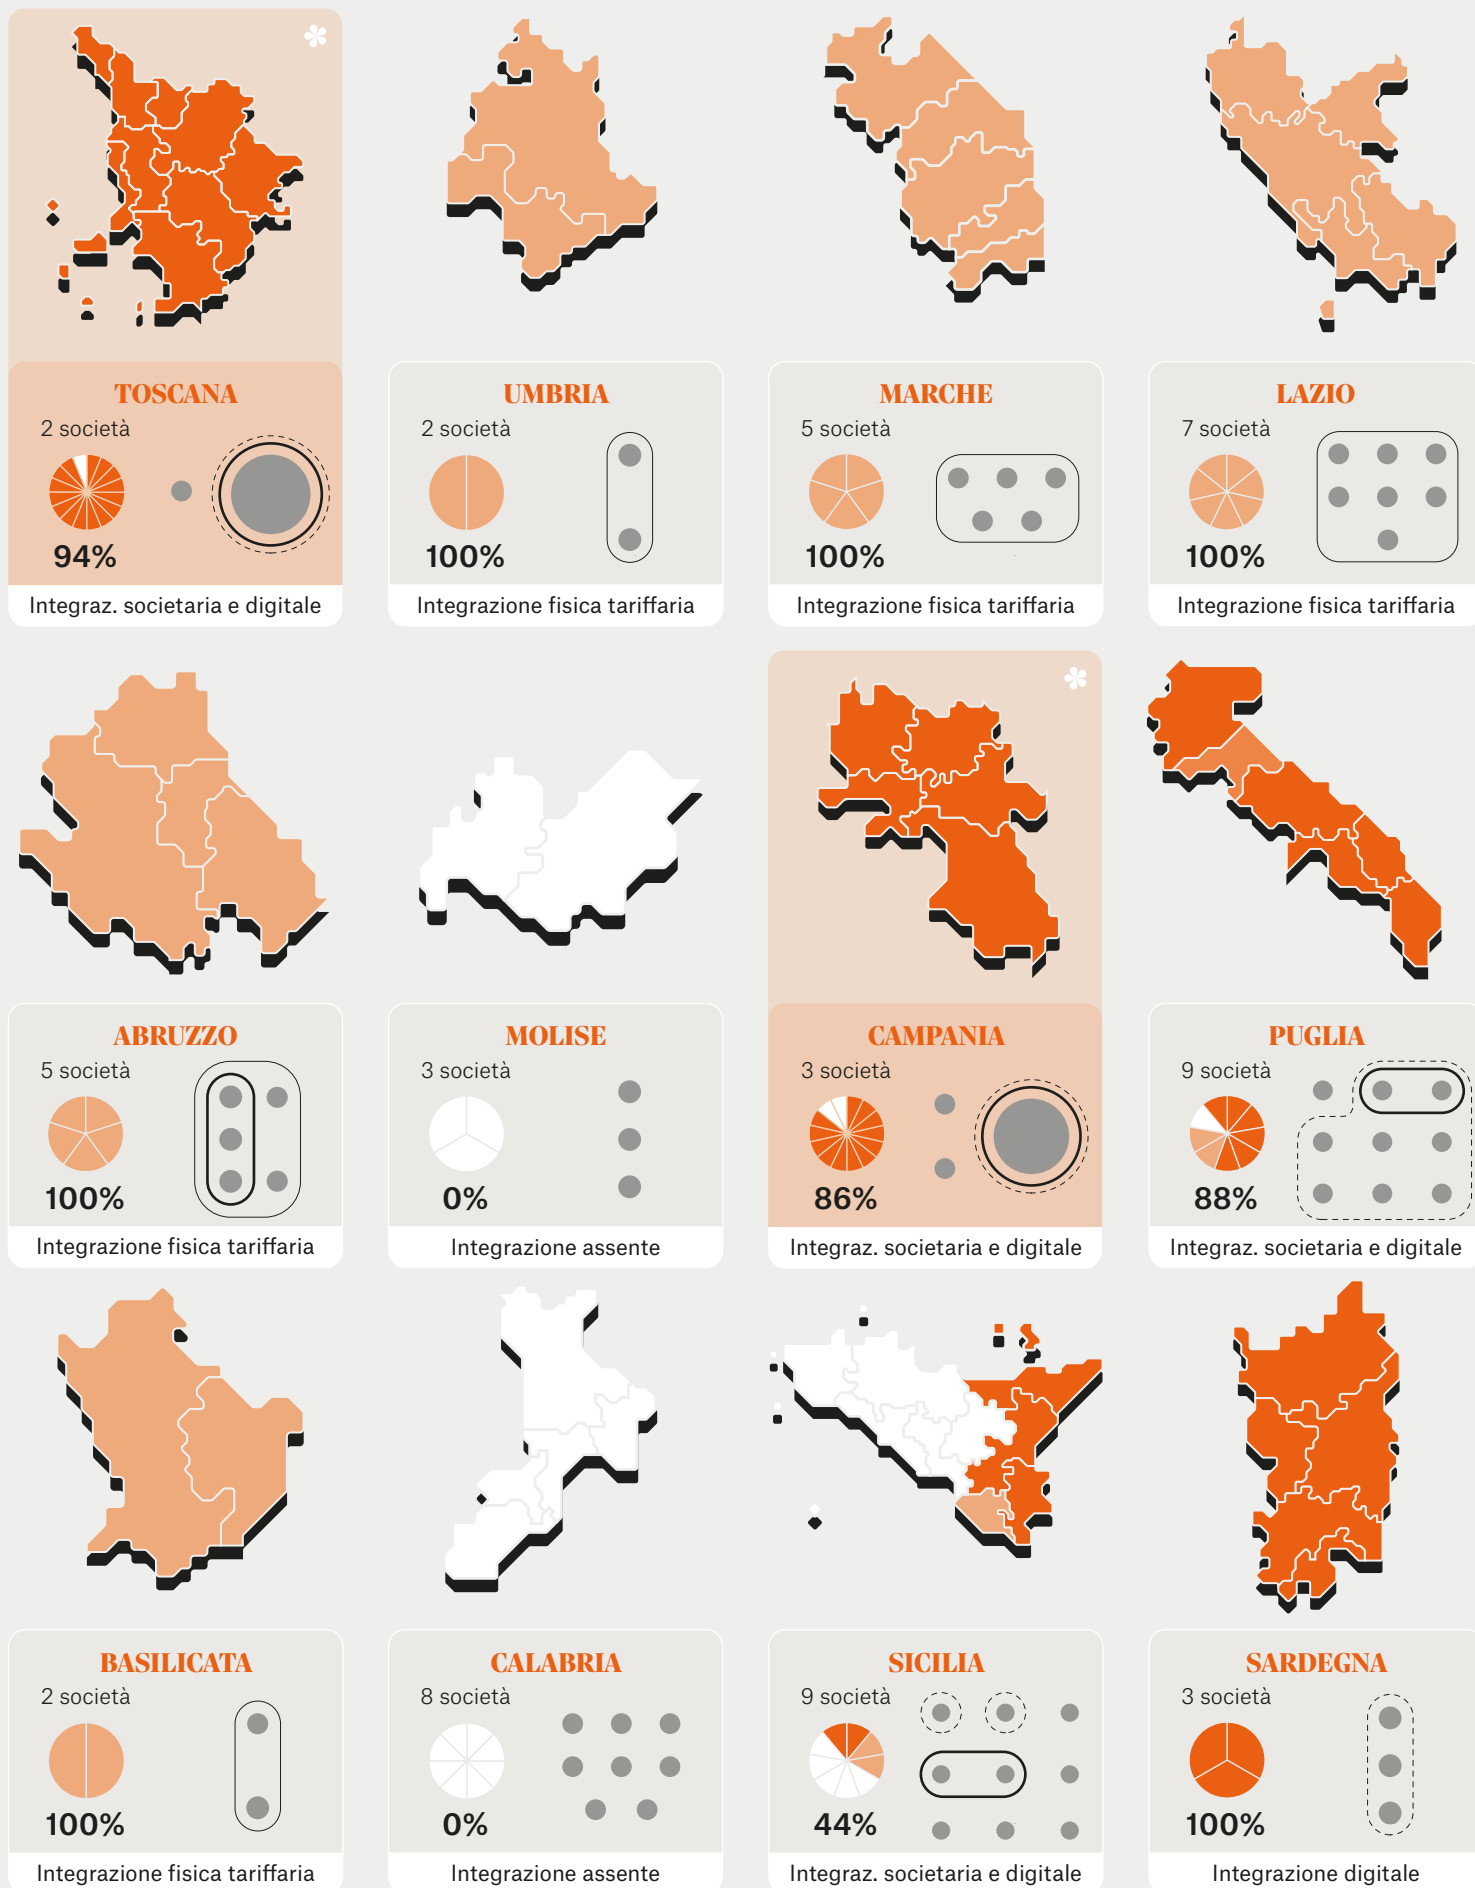 TOSCANA
2 società
94%
Integraz. societaria e digitale
UMBRIA
2 società
100%
Integrazione fisica tariffaria
MARCHE
5 società
100%
Integrazione fisica tariffaria
LAZIO
7 società
100%
Integrazione fisica tariffaria
ABRUZZO
5 società
100%
Integrazione fisica tariffaria
MOLISE
3 società
0%
Integrazione assente
CAMPANIA
3 società
86%
Integraz. societaria e digitale
PUGLIA
9 società
88%
Integraz. societaria e digitale
BASILICATA
2 società
100%
Integrazione fisica tariffaria
CALABRIA
8 società
0%
Integrazione assente
SICILIA
9 società
44%
Integraz. societaria e digitale
SARDEGNA
3 società
100%
Integrazione digitale